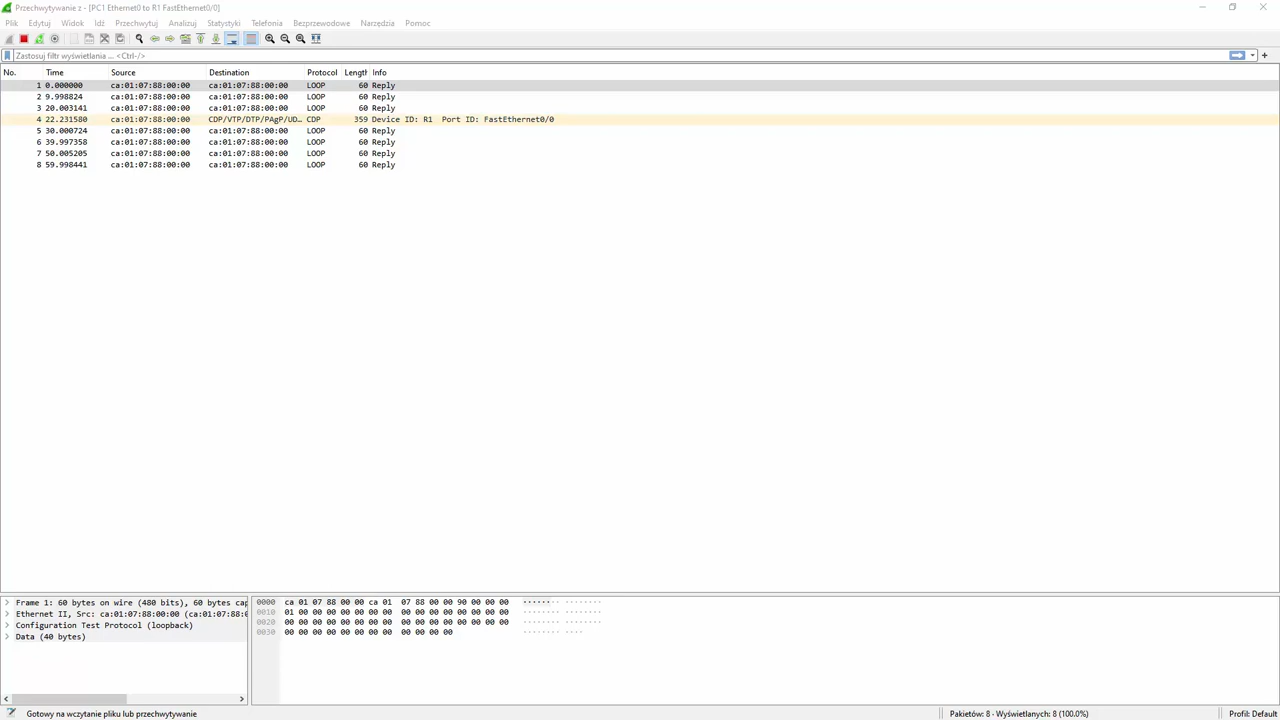 Przechwytywanie z - [PC1 Ethernet0 to R1 FastEthernet0/0]
Plik Edytuj Widok Idź Przechwytuj Analizuj Statystyki Telefonia Bezprzewodowe Narzędzia Pomoc
Zastosuj filtr wyświetlania ... <Ctrl-/>
No. Time Source Destination Protocol Length Info
1 0.000000 ca:01:07:88:00:00 ca:01:07:88:00:00 LOOP 60 Reply
2 9.998824 ca:01:07:88:00:00 ca:01:07:88:00:00 LOOP 60 Reply
3 20.003141 ca:01:07:88:00:00 ca:01:07:88:00:00 LOOP 60 Reply
4 22.231580 ca:01:07:88:00:00 CDP/VTP/DTP/PAgP/UD… CDP 359 Device ID: R1 Port ID: FastEthernet0/0
5 30.000724 ca:01:07:88:00:00 ca:01:07:88:00:00 LOOP 60 Reply
6 39.997358 ca:01:07:88:00:00 ca:01:07:88:00:00 LOOP 60 Reply
7 50.005205 ca:01:07:88:00:00 ca:01:07:88:00:00 LOOP 60 Reply
8 59.998441 ca:01:07:88:00:00 ca:01:07:88:00:00 LOOP 60 Reply
Frame 1: 60 bytes on wire (480 bits), 60 bytes cap
Ethernet II, Src: ca:01:07:88:00:00 (ca:01:07:88:0
Configuration Test Protocol (loopback)
Data (40 bytes)
0000 ca 01 07 88 00 00 ca 01 07 88 00 00 90 00 00 00 ········ ········
0010 01 00 00 00 00 00 00 00 00 00 00 00 00 00 00 00 ········ ········
0020 00 00 00 00 00 00 00 00 00 00 00 00 00 00 00 00 ········ ········
0030 00 00 00 00 00 00 00 00 00 00 00 00 ········ ····
Gotowy na wczytanie pliku lub przechwytywanie
Pakietów: 8 · Wyświetlanych: 8 (100.0%)
Profil: Default